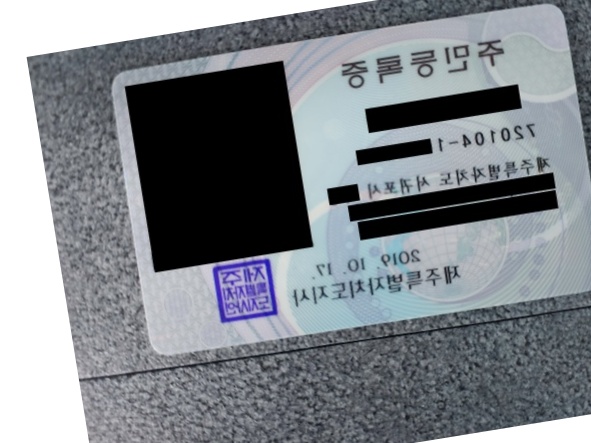 주민등록증
720104-1
제주특별자치도 서귀포시
2019. 10. 17.
제주특별자치도지사
제주
특별자치
도지사인